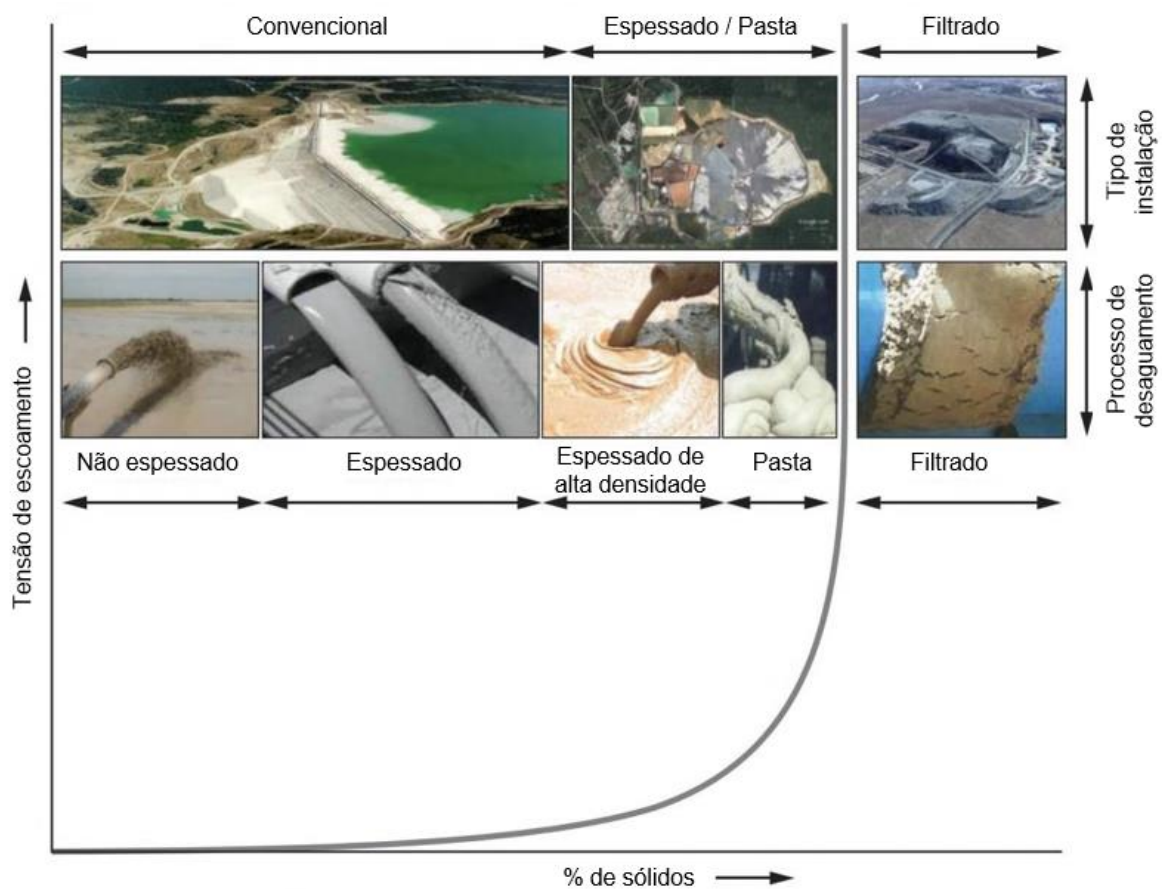 Convencional
Espessado / Pasta
Filtrado
Tipo de
instalação
Processo de
desaguamento
Tensão de escoamento
Não espessado
Espessado
Espessado de
alta densidade
Pasta
Filtrado
% de sólidos